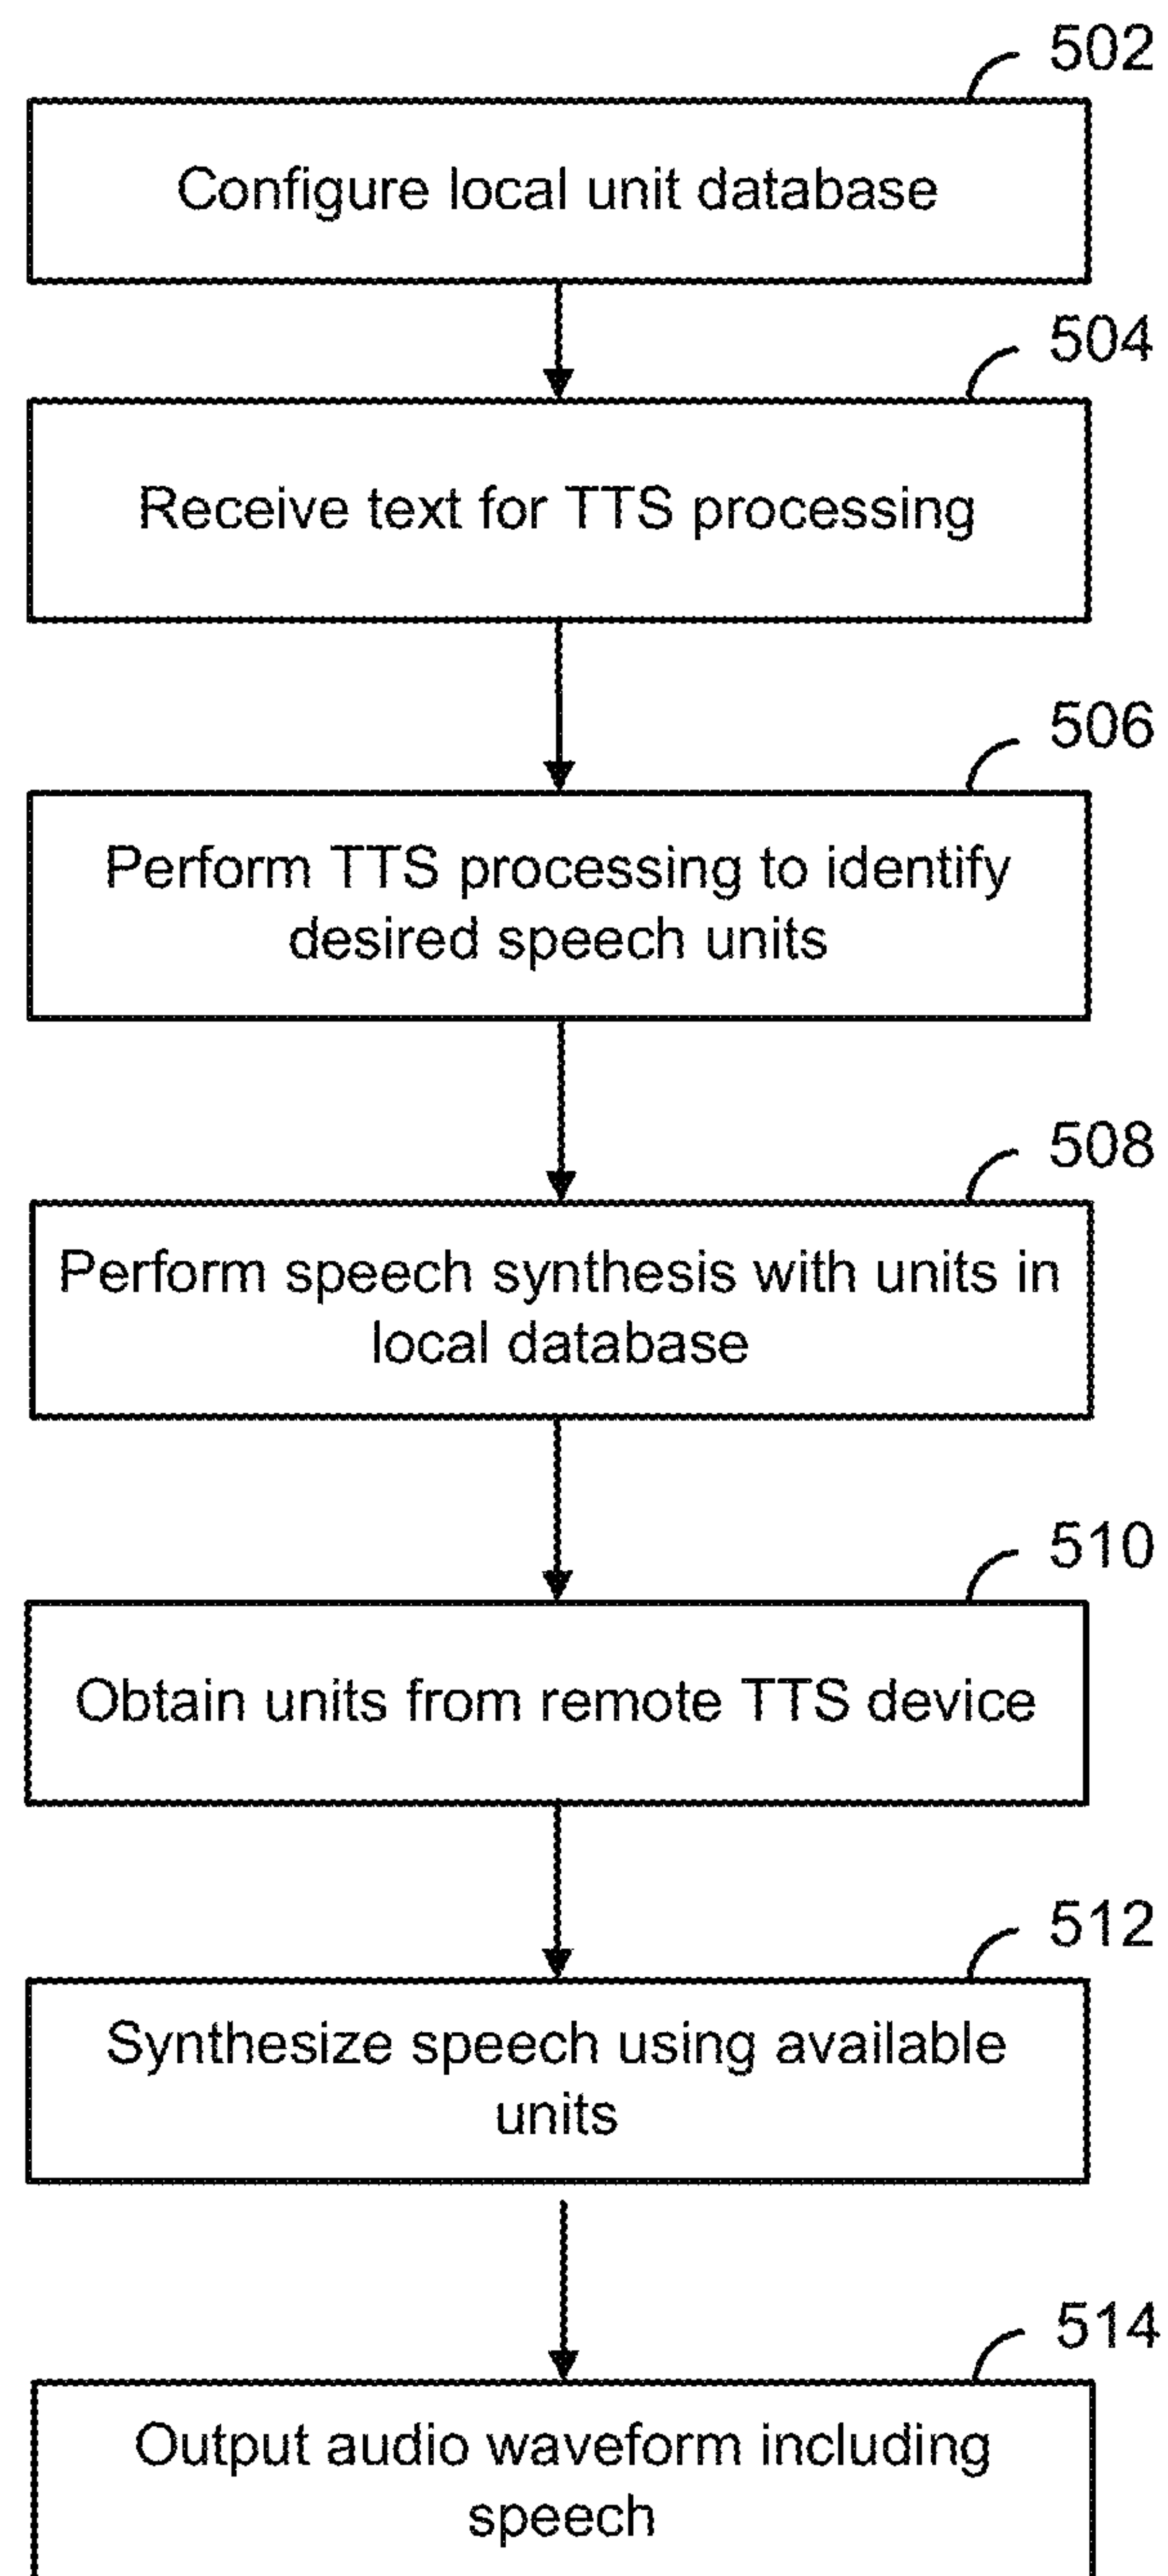 502
Configure local unit database
504
Receive text for TTS processing
506
Perform TTS processing to identify
desired speech units
508
Perform speech synthesis with units in
local database
510
Obtain units from remote TTS device
512
Synthesize speech using available
units
514
Output audio waveform including
speech